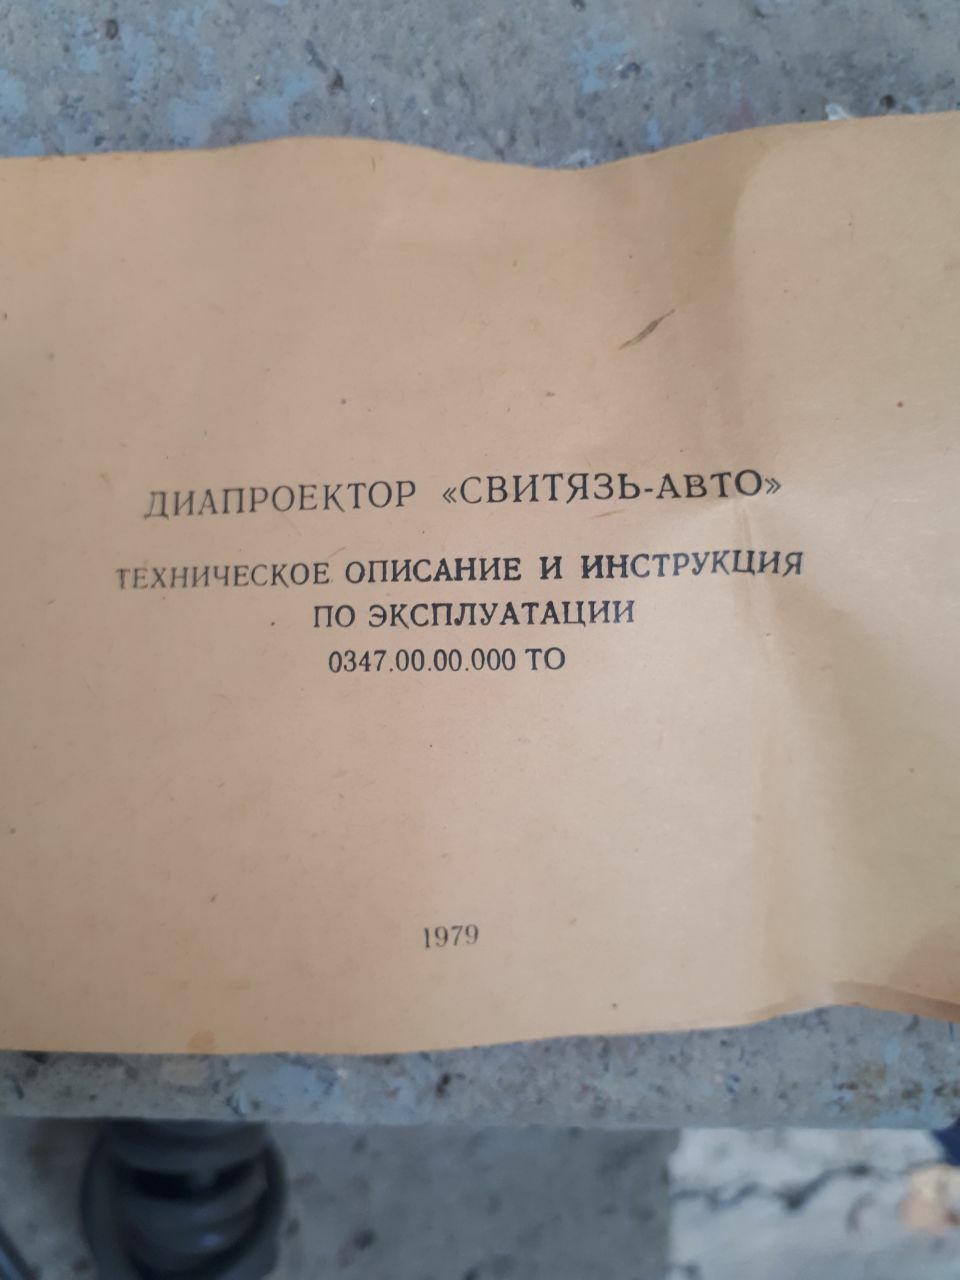 ДИАПРОЕКТОР «СВИТЯЗЬ-АВТО»
ТЕХНИЧЕСКОЕ ОПИСАНИЕ И ИНСТРУКЦИЯ
ПО ЭКСПЛУАТАЦИИ
0347.00.00.000 ТО
1979